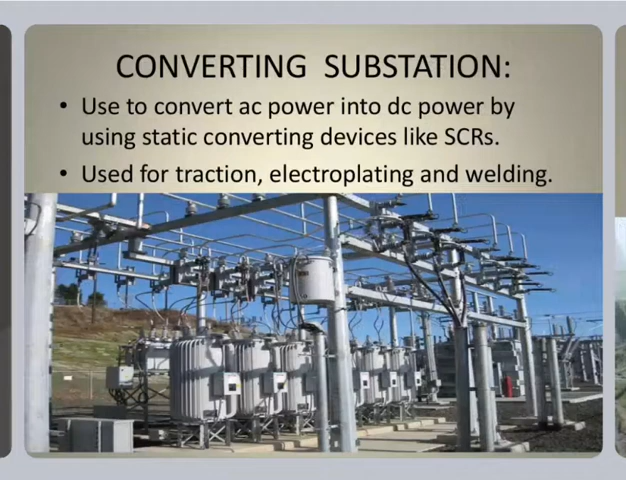 CONVERTING SUBSTATION:
• Use to convert ac power into dc power by
using static converting devices like SCRs.
• Used for traction, electroplating and welding.